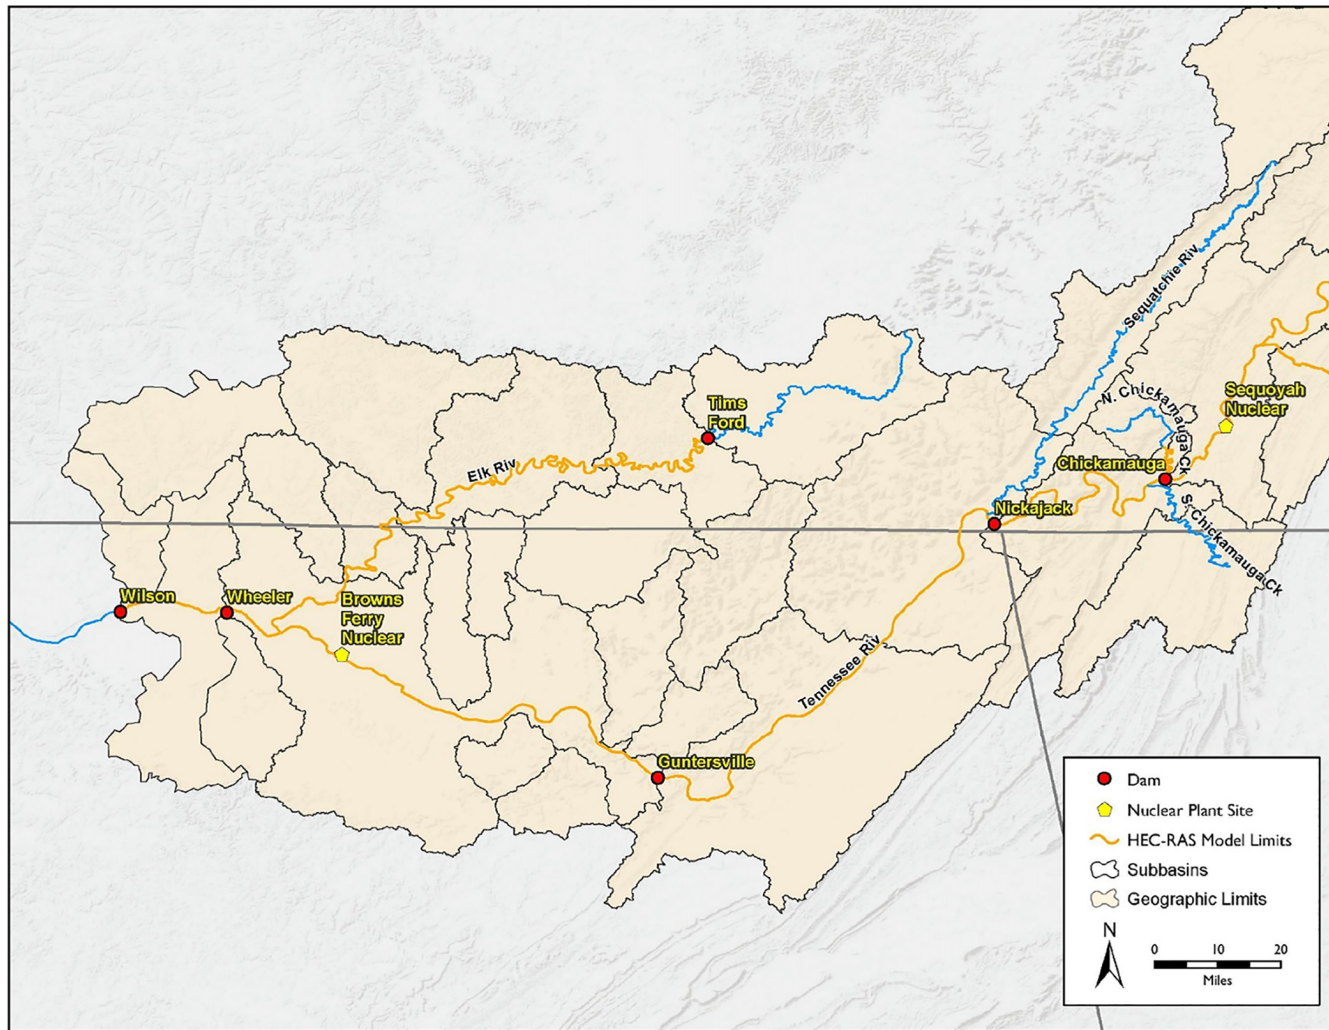 Sequatchie Riv
N. Chickamauga Ck
Sequoyah
Nuclear
Tims
Ford
Elk Riv
Chickamauga
Nickajack
S. Chickamauga Ck
Wilson
Wheeler
Browns
Ferry
Nuclear
Tennessee Riv
Guntersville
Dam
Nuclear Plant Site
HEC-RAS Model Limits
Subbasins
Geographic Limits
N
0 10 20
Miles